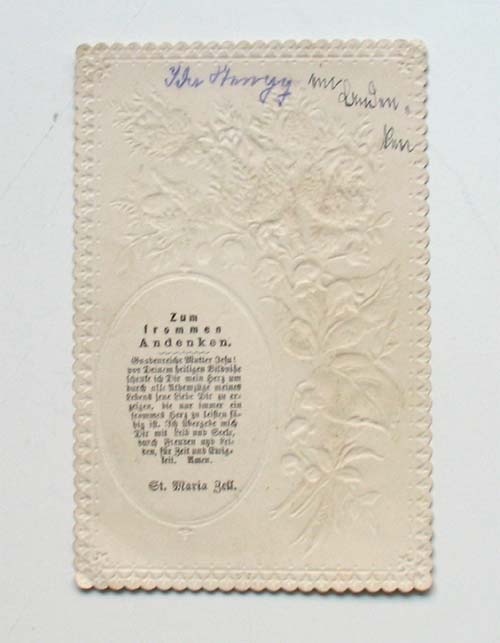 zum
Anden-
ken
Zum
frommen
Andenken.
Gnadenreiche Mutter Jesu!
vor Deinem heiligen Bildniße
schenke ich Dir mein Herz um
durch alle Athemzüge meines
Lebens jene Liebe Dir zu er-
zeigen, die nur immer ein
frommes Herz zu leisten fä-
hig ist. Ich übergebe mich
Dir mit Leib und Seele,
durch Freuden und Lei-
den, für Zeit und Ewig-
keit. Amen.
St. Maria Zell.